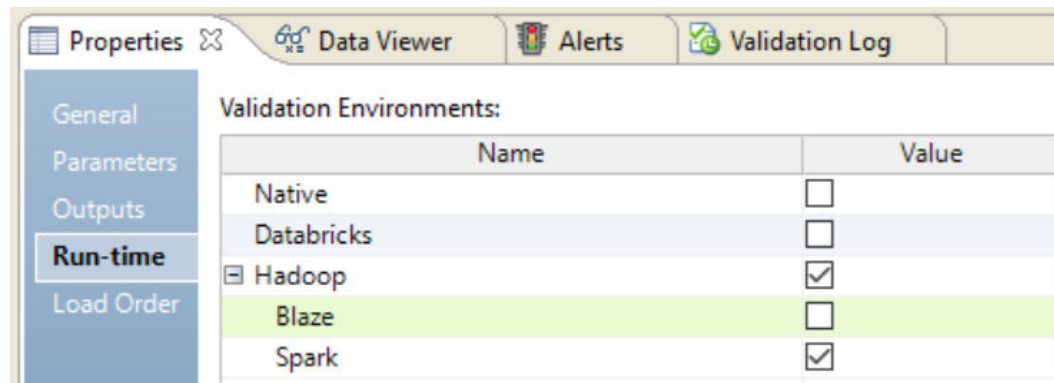 Properties Data Viewer Alerts Validation Log
General
Parameters
Outputs
Run-time
Load Order
Validation Environments:
Name Value
Native
Databricks
Hadoop
Blaze
Spark